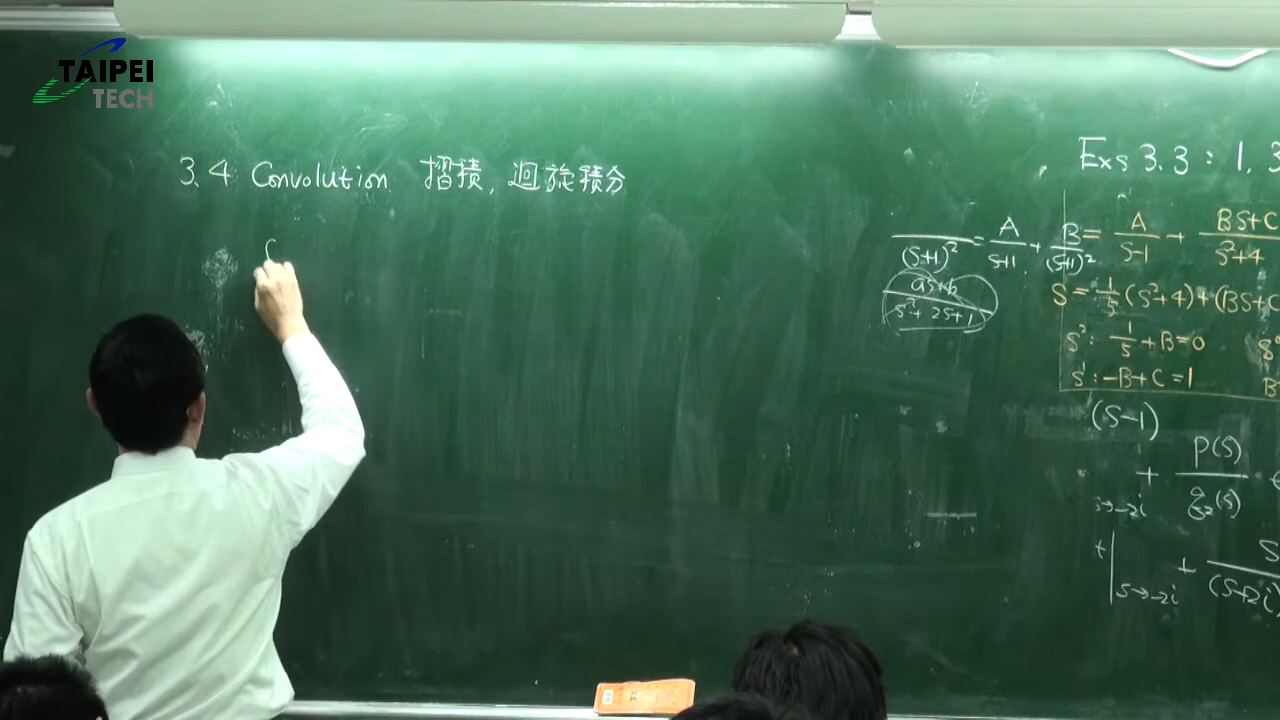 TAIPEI
TECH
3.4 Convolution 摺積, 迴旋積分
Exs 3.3 : 1, 3
/(s+1)² = A/(s+1) + B/(s+1)²
(as+b)/(s²+2s+1)
= A/(s-1) + (Bs+C)/(s²+4)
S = 1/5 (s²+4) + (Bs+C
s²: 1/5 + B = 0
s¹: -B+C = 1
(s-1)
+ P(s)/q₂(s)
s→-2i
+ | s→-2i + s/(s+2i)